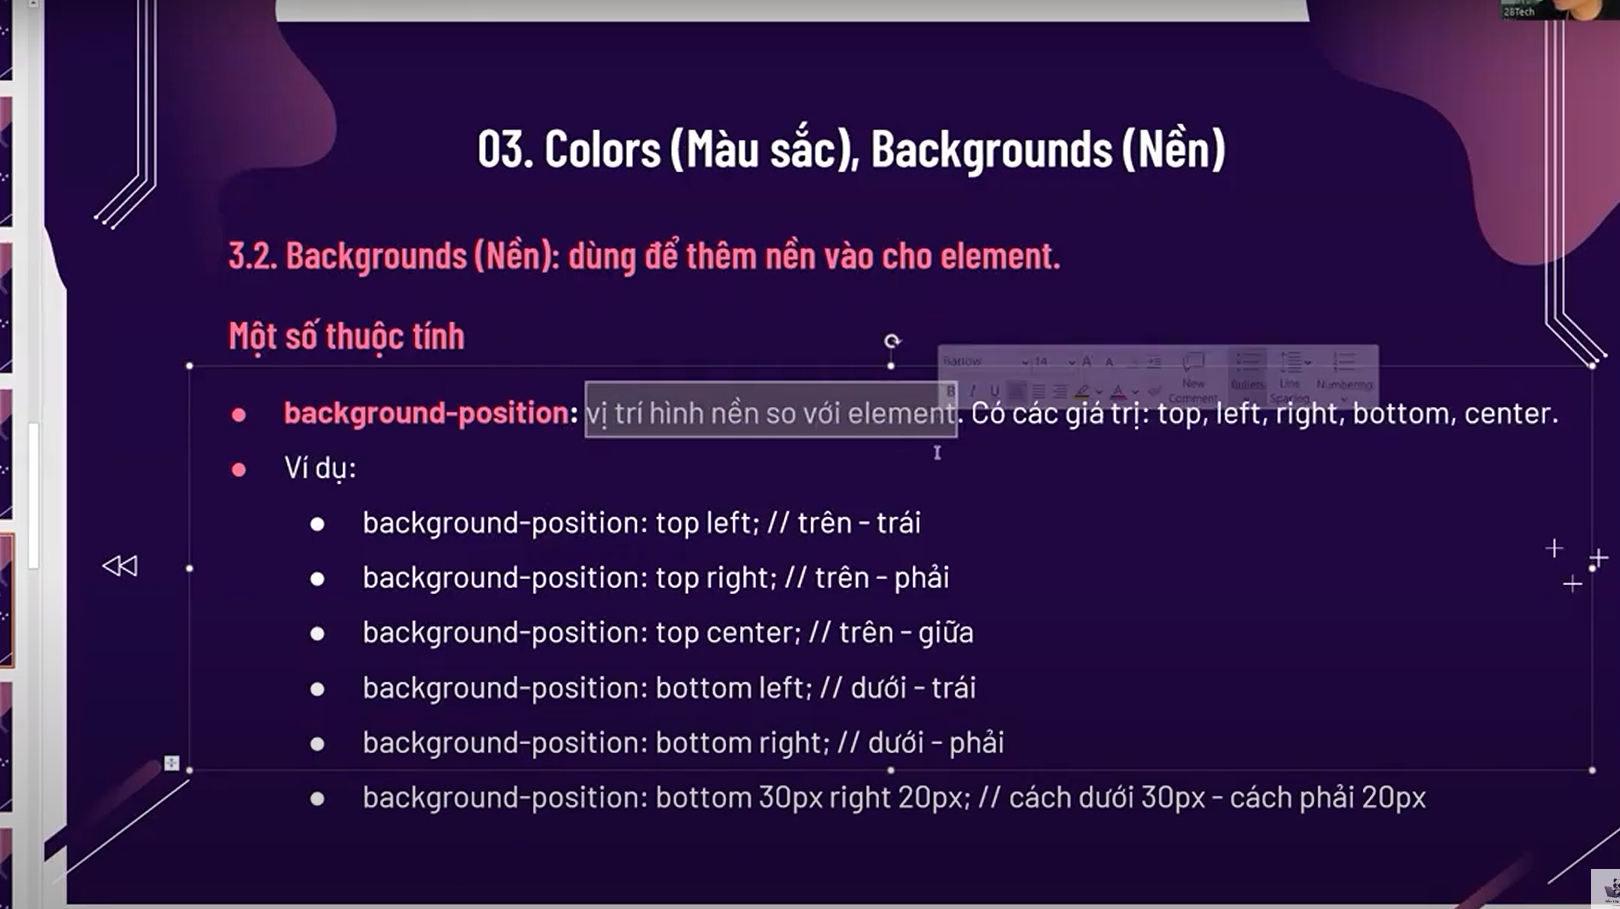 28Tech
03. Colors (Màu sắc), Backgrounds (Nền)
3.2. Backgrounds (Nền): dùng để thêm nền vào cho element.
Một số thuộc tính
Barlow 14 A A
B I U New Comment Bullets Line Spacing Numbering
background-position: vị trí hình nền so với element. Có các giá trị: top, left, right, bottom, center.
Ví dụ:
background-position: top left; // trên - trái
background-position: top right; // trên - phải
background-position: top center; // trên - giữa
background-position: bottom left; // dưới - trái
background-position: bottom right; // dưới - phải
background-position: bottom 30px right 20px; // cách dưới 30px - cách phải 20px